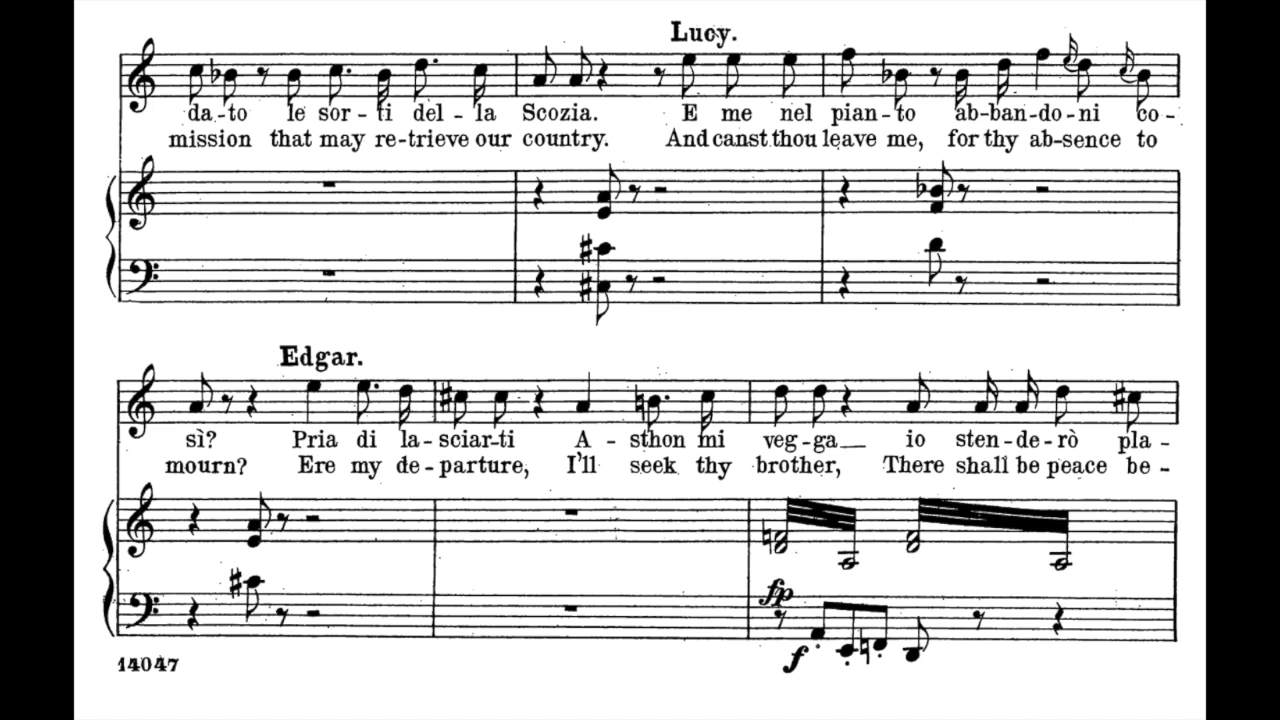 Lucy.
da-to le sor-ti del-la Scozia. E me nel pian-to ab-ban-do-ni co-
mission that may re-trieve our country. And canst thou leave me, for thy ab-sence to
Edgar.
sì? Pria di la-sciar-ti A-sthon mi veg-ga io sten-de-rò pla-
mourn? Ere my de-parture, I'll seek thy brother, There shall be peace be-
fp
f
14047